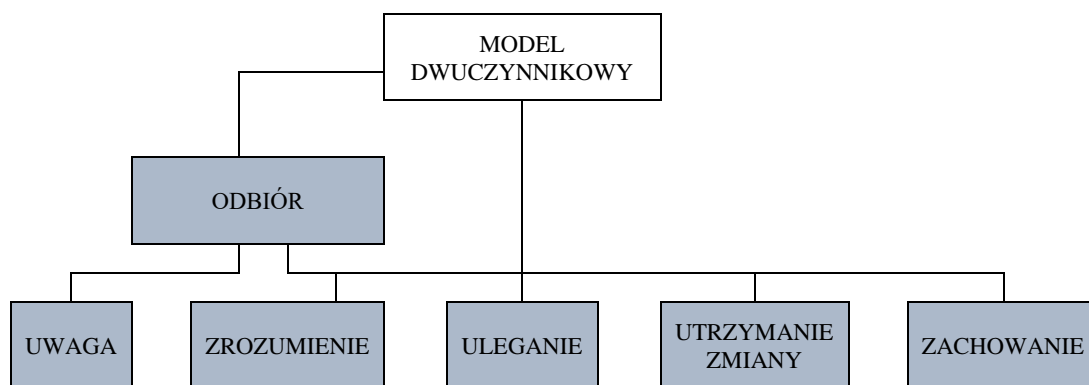 MODEL
DWUCZYNNIKOWY
ODBIÓR
UWAGA
ZROZUMIENIE
ULEGANIE
UTRZYMANIE
ZMIANY
ZACHOWANIE